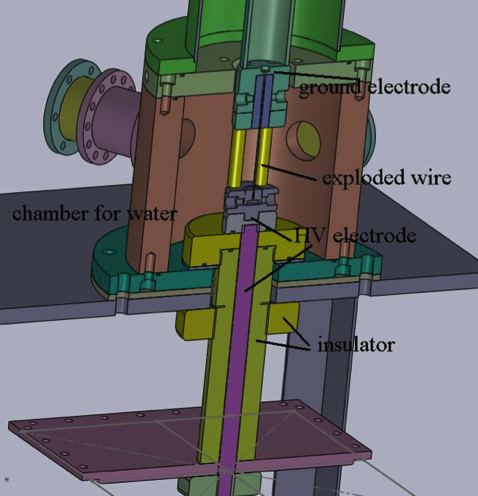 ground electrode
exploded wire
chamber for water
HV electrode
insulator